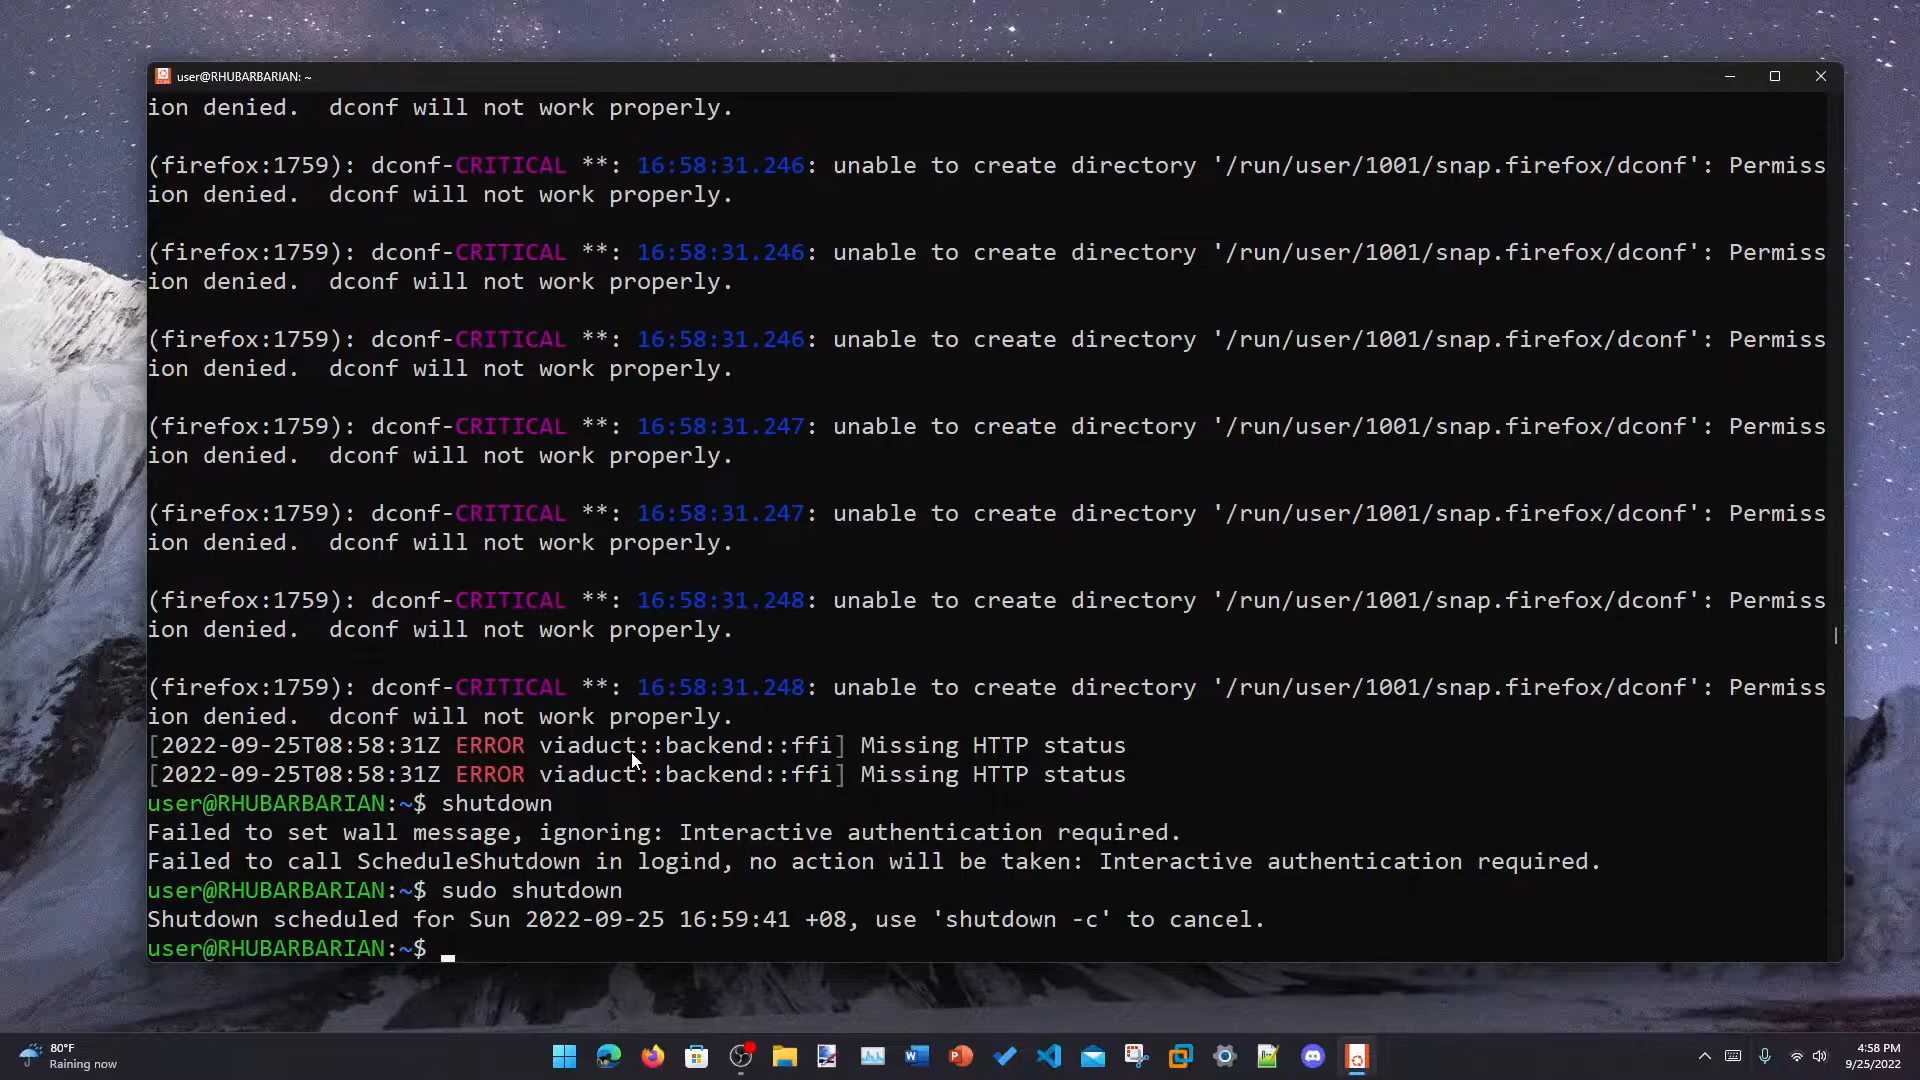 user@RHUBARBARIAN: ~
ion denied.  dconf will not work properly.
(firefox:1759): dconf-CRITICAL **: 16:58:31.246: unable to create directory '/run/user/1001/snap.firefox/dconf': Permiss
ion denied.  dconf will not work properly.
(firefox:1759): dconf-CRITICAL **: 16:58:31.246: unable to create directory '/run/user/1001/snap.firefox/dconf': Permiss
ion denied.  dconf will not work properly.
(firefox:1759): dconf-CRITICAL **: 16:58:31.246: unable to create directory '/run/user/1001/snap.firefox/dconf': Permiss
ion denied.  dconf will not work properly.
(firefox:1759): dconf-CRITICAL **: 16:58:31.247: unable to create directory '/run/user/1001/snap.firefox/dconf': Permiss
ion denied.  dconf will not work properly.
(firefox:1759): dconf-CRITICAL **: 16:58:31.247: unable to create directory '/run/user/1001/snap.firefox/dconf': Permiss
ion denied.  dconf will not work properly.
(firefox:1759): dconf-CRITICAL **: 16:58:31.248: unable to create directory '/run/user/1001/snap.firefox/dconf': Permiss
ion denied.  dconf will not work properly.
(firefox:1759): dconf-CRITICAL **: 16:58:31.248: unable to create directory '/run/user/1001/snap.firefox/dconf': Permiss
ion denied.  dconf will not work properly.
[2022-09-25T08:58:31Z ERROR viaduct::backend::ffi] Missing HTTP status
[2022-09-25T08:58:31Z ERROR viaduct::backend::ffi] Missing HTTP status
user@RHUBARBARIAN:~$ shutdown
Failed to set wall message, ignoring: Interactive authentication required.
Failed to call ScheduleShutdown in logind, no action will be taken: Interactive authentication required.
user@RHUBARBARIAN:~$ sudo shutdown
Shutdown scheduled for Sun 2022-09-25 16:59:41 +08, use 'shutdown -c' to cancel.
user@RHUBARBARIAN:~$
80°F
Raining now
4:58 PM
9/25/2022